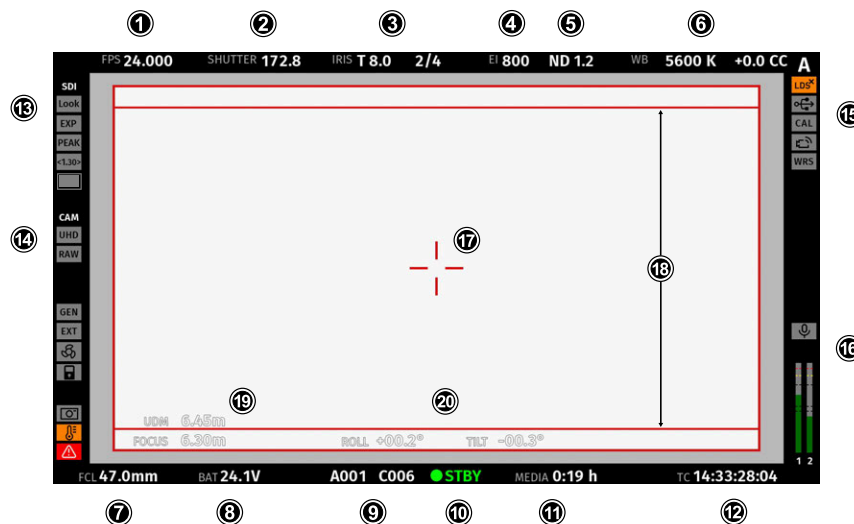 1 2 3 4 5 6
FPS 24.000 SHUTTER 172.8 IRIS T 8.0 2/4 EI 800 ND 1.2 WB 5600 K +0.0 CC A
SDI LDS×
13 Look 15
EXP CAL
PEAK
<1.30> WRS
CAM
14 UHD 17
RAW
18
GEN
EXT
16
19 20
UDM 6.45m
FOCUS 6.30m ROLL +00.2° TILT -00.3°
1 2
FCL 47.0mm BAT 24.1V A001 C006 STBY MEDIA 0:19 h TC 14:33:28:04
7 8 9 10 11 12